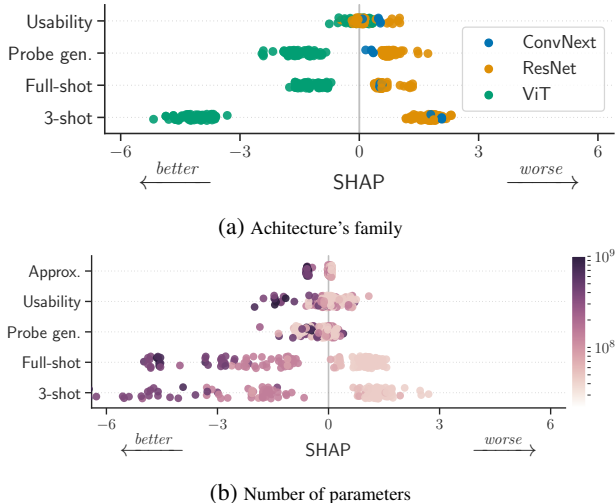 Usability
Probe gen.
Full-shot
3-shot
ConvNext
ResNet
ViT
−6 −3 0 3 6
better SHAP worse
(a) Achitecture's family
Approx.
Usability
Probe gen.
Full-shot
3-shot
10^9
10^8
−6 −3 0 3 6
better SHAP worse
(b) Number of parameters